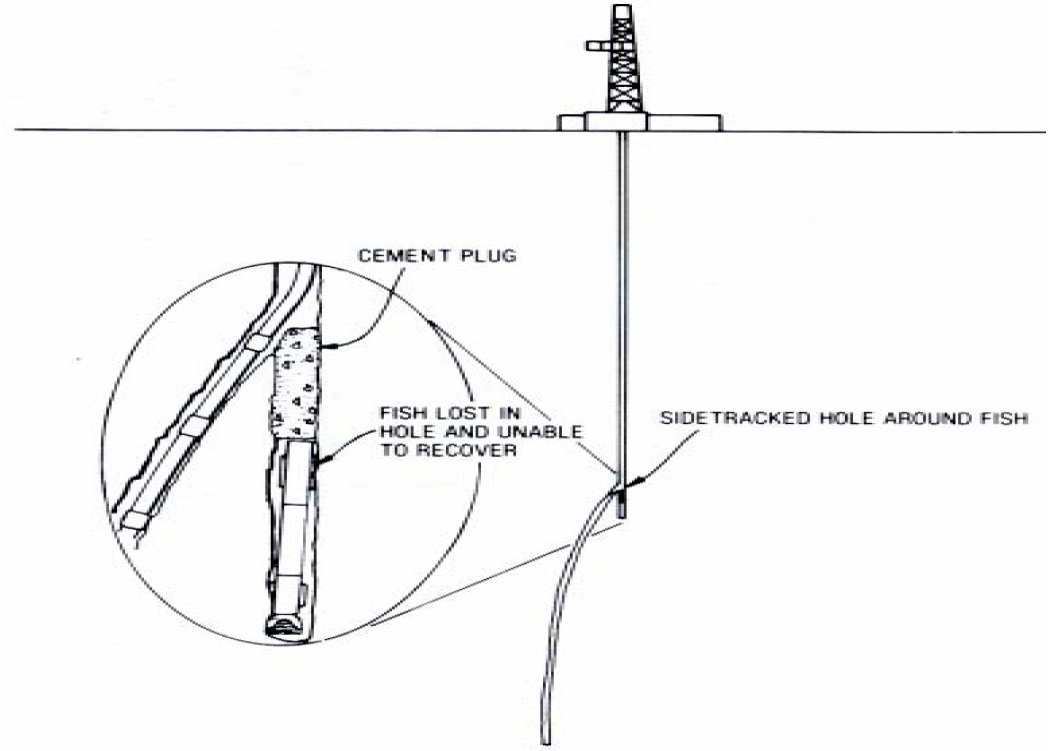 CEMENT PLUG
FISH LOST IN
HOLE AND UNABLE
TO RECOVER
SIDETRACKED HOLE AROUND FISH